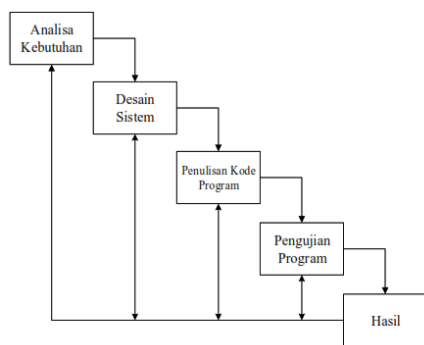 Analisa
Kebutuhan
Desain
Sistem
Penulisan Kode
Program
Pengujian
Program
Hasil